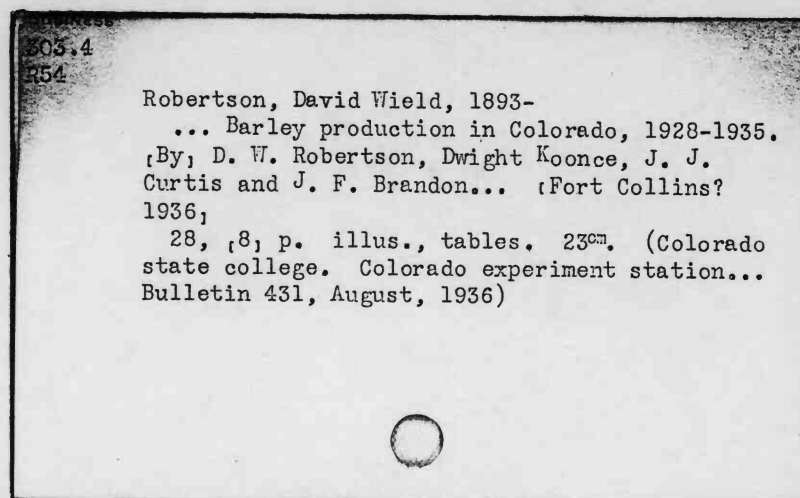 BUSINESS
303.4
R54
Robertson, David Wield, 1893-
... Barley production in Colorado, 1928-1935.
[By] D. W. Robertson, Dwight Koonce, J. J.
Curtis and J. F. Brandon... [Fort Collins?
1936]
28, [8] p. illus., tables. 23cm. (Colorado
state college. Colorado experiment station...
Bulletin 431, August, 1936)